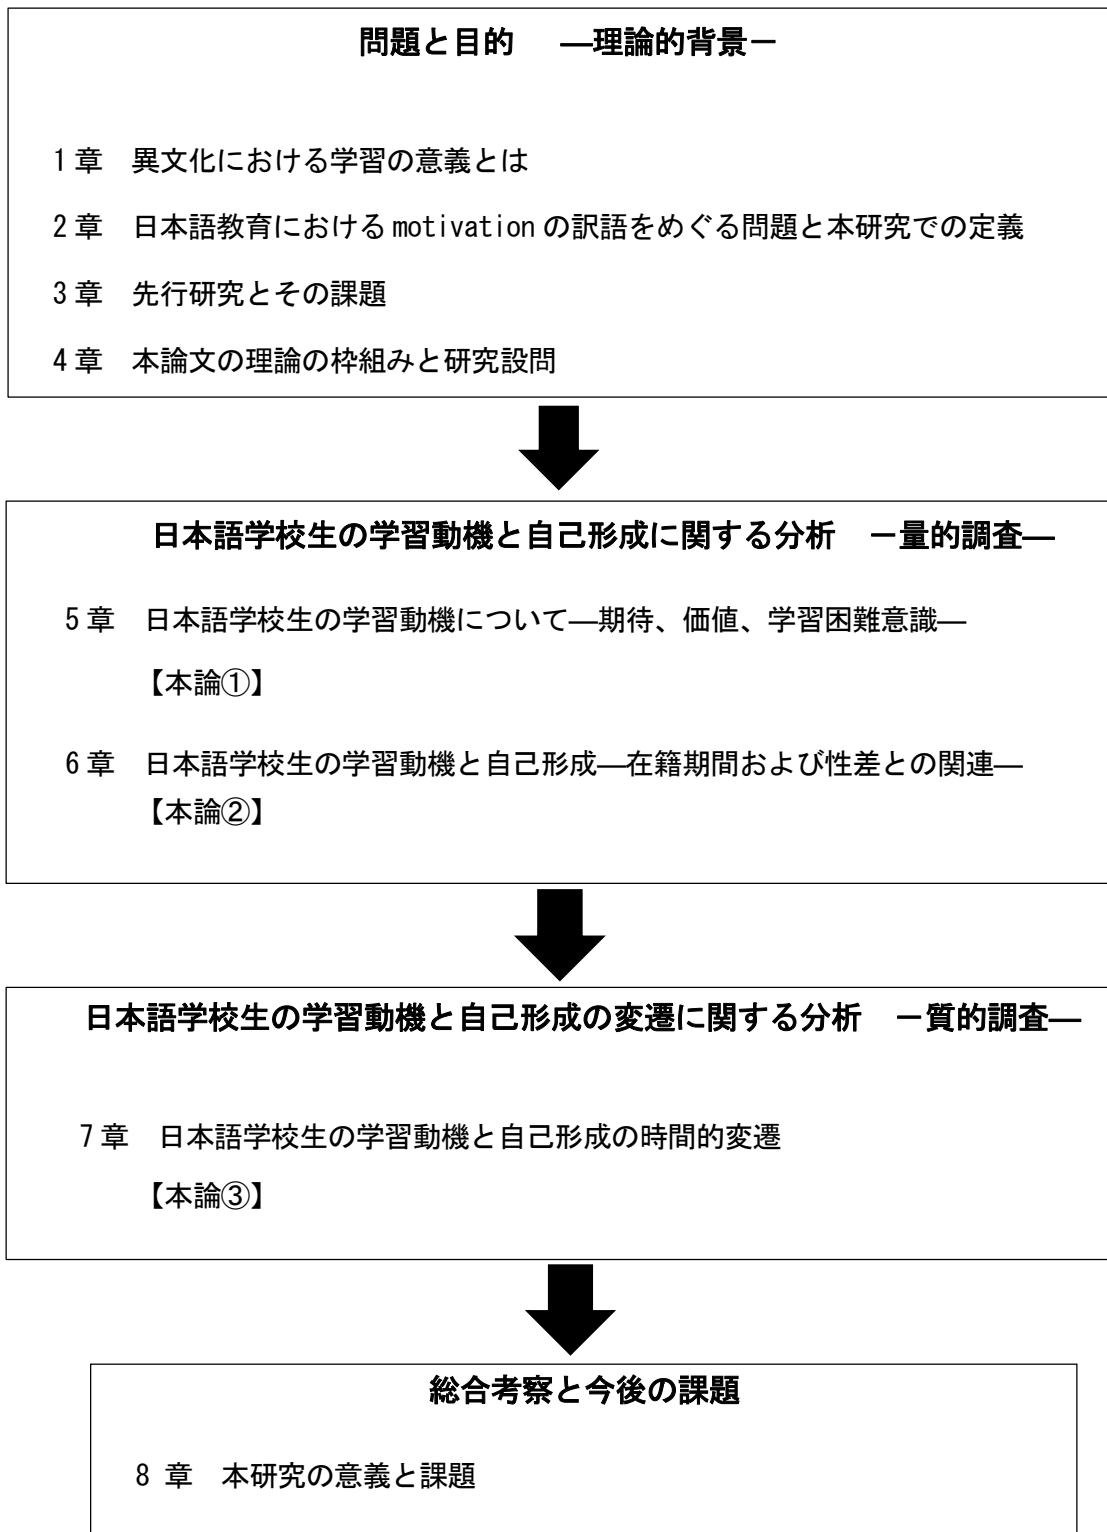 問題と目的　―理論的背景－
1章　異文化における学習の意義とは
2章　日本語教育における motivation の訳語をめぐる問題と本研究での定義
3章　先行研究とその課題
4章　本論文の理論の枠組みと研究設問
日本語学校生の学習動機と自己形成に関する分析　－量的調査―
5章　日本語学校生の学習動機について―期待、価値、学習困難意識―
【本論①】
6章　日本語学校生の学習動機と自己形成―在籍期間および性差との関連―
【本論②】
日本語学校生の学習動機と自己形成の変遷に関する分析　－質的調査―
7章　日本語学校生の学習動機と自己形成の時間的変遷
【本論③】
総合考察と今後の課題
8 章　本研究の意義と課題